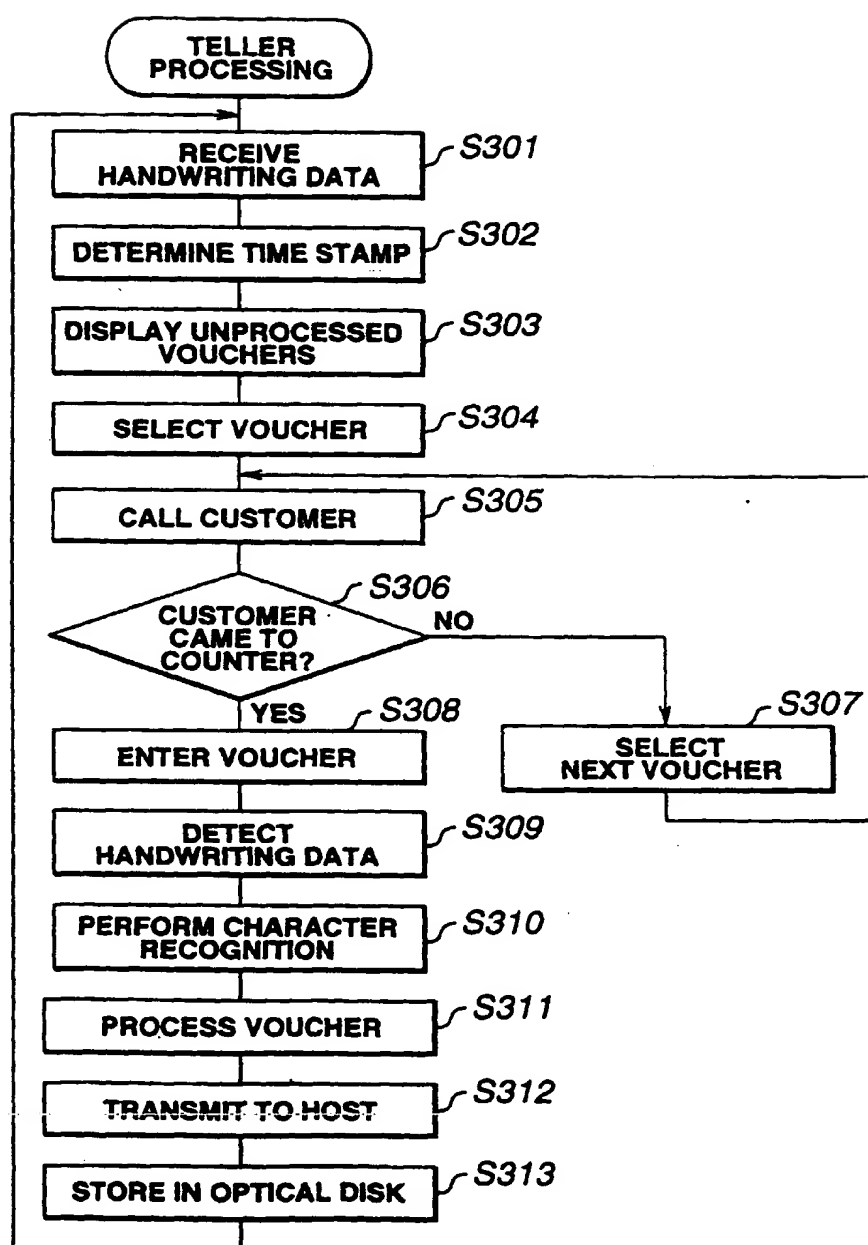 TELLER
PROCESSING
RECEIVE
HANDWRITING DATA
S301
DETERMINE TIME STAMP
S302
DISPLAY UNPROCESSED
VOUCHERS
S303
SELECT VOUCHER
S304
CALL CUSTOMER
S305
CUSTOMER
CAME TO
COUNTER?
S306
NO
YES
SELECT
NEXT VOUCHER
S307
ENTER VOUCHER
S308
DETECT
HANDWRITING DATA
S309
PERFORM CHARACTER
RECOGNITION
S310
PROCESS VOUCHER
S311
TRANSMIT TO HOST
S312
STORE IN OPTICAL DISK
S313